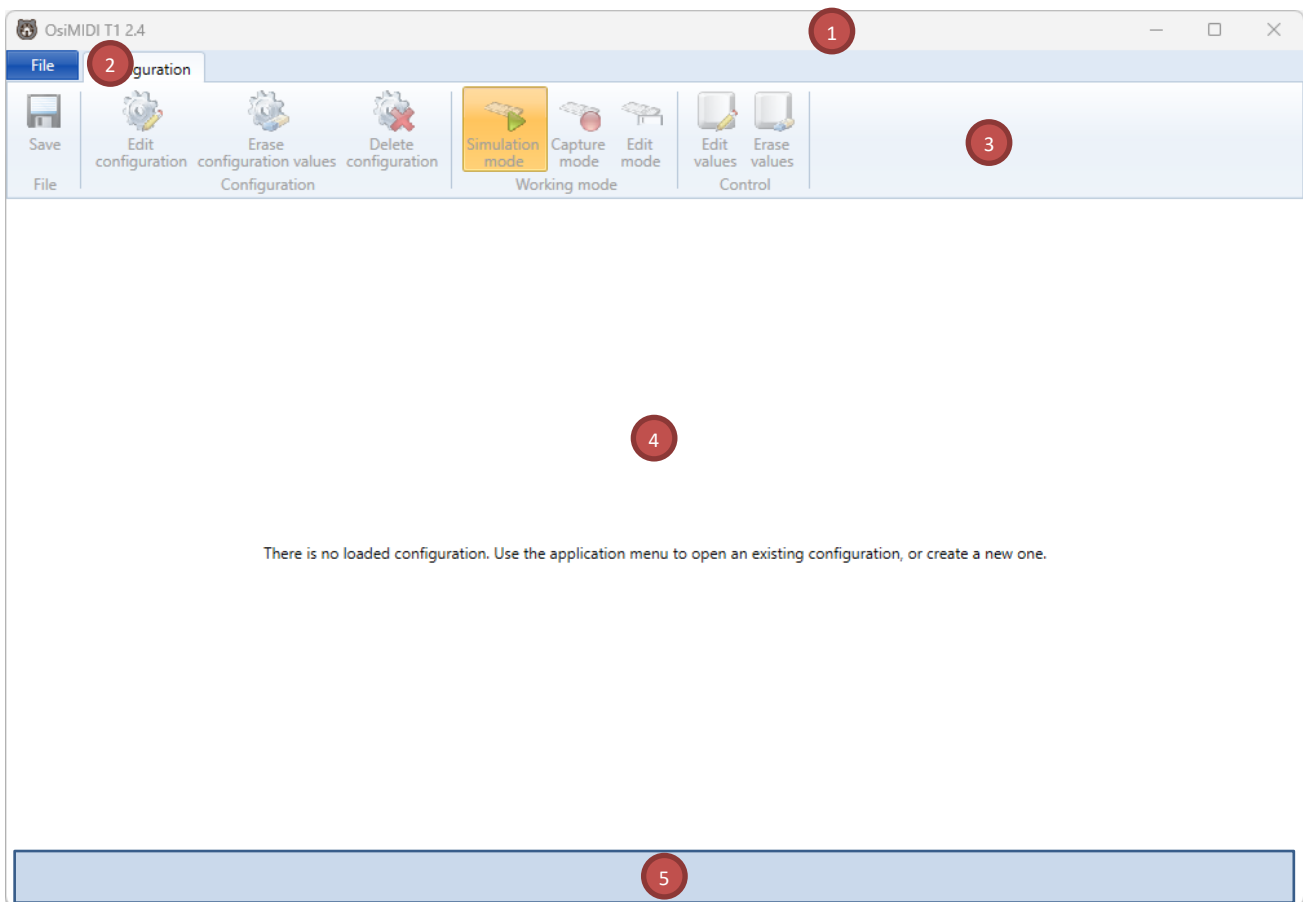 OsiMIDI T1 2.4
1
File
2
guration
Save
Edit
configuration
Erase
configuration values
Delete
configuration
Simulation
mode
Capture
mode
Edit
mode
Edit
values
Erase
values
3
File
Configuration
Working mode
Control
4
There is no loaded configuration. Use the application menu to open an existing configuration, or create a new one.
5